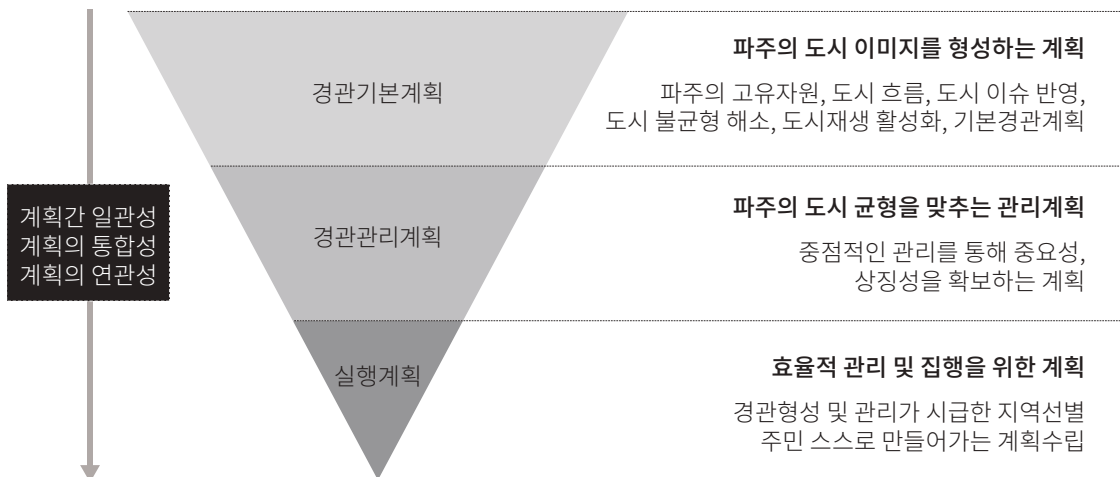 계획간 일관성
계획의 통합성
계획의 연관성
경관기본계획
파주의 도시 이미지를 형성하는 계획
파주의 고유자원, 도시 흐름, 도시 이슈 반영,
도시 불균형 해소, 도시재생 활성화, 기본경관계획
경관관리계획
파주의 도시 균형을 맞추는 관리계획
중점적인 관리를 통해 중요성,
상징성을 확보하는 계획
실행계획
효율적 관리 및 집행을 위한 계획
경관형성 및 관리가 시급한 지역선별
주민 스스로 만들어가는 계획수립